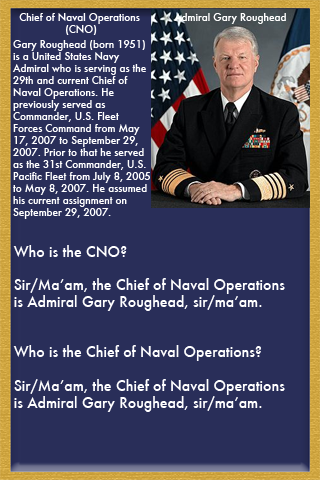 Chief of Naval Operations
(CNO)
Admiral Gary Roughead
Gary Roughead (born 1951)
is a United States Navy
Admiral who is serving as the
29th and current Chief of
Naval Operations. He
previously served as
Commander, U.S. Fleet
Forces Command from May
17, 2007 to September 29,
2007. Prior to that he served
as the 31st Commander, U.S.
Pacific Fleet from July 8, 2005
to May 8, 2007. He assumed
his current assignment on
September 29, 2007.
Who is the CNO?
Sir/Ma'am, the Chief of Naval Operations
is Admiral Gary Roughead, sir/ma'am.
Who is the Chief of Naval Operations?
Sir/Ma'am, the Chief of Naval Operations
is Admiral Gary Roughead, sir/ma'am.